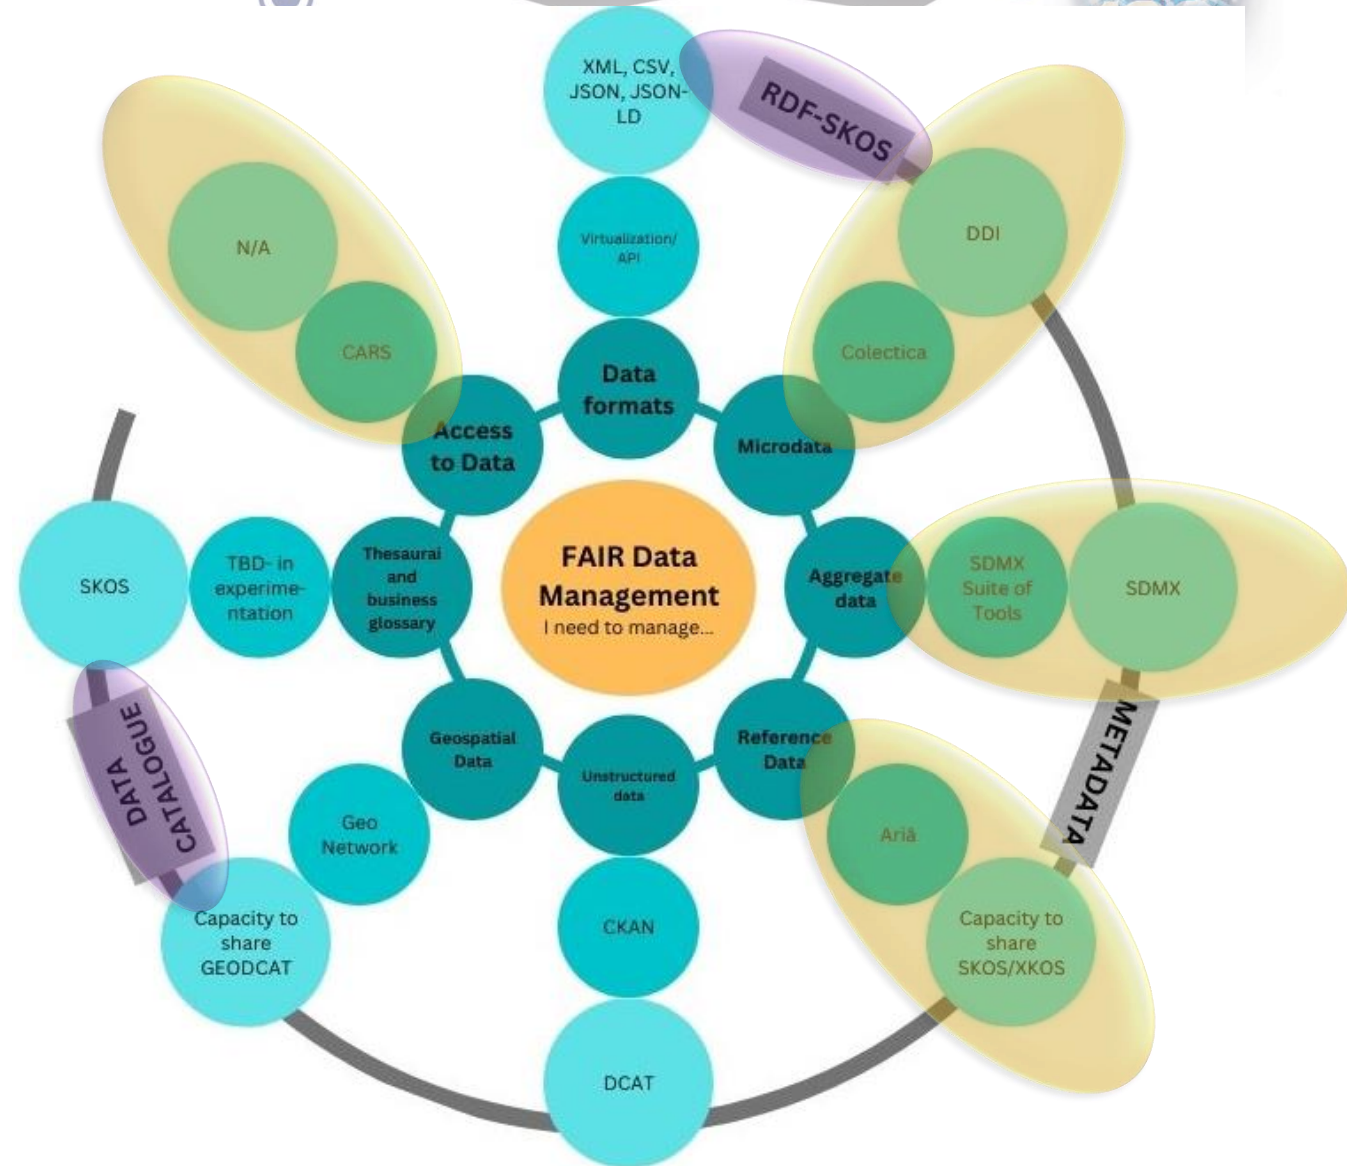 XML, CSV,
JSON, JSON-
LD
RDF-SKOS
Virtualization/
API
N/A
CARS
DDI
Colectica
Data
formats
Access
to Data
Microdata
FAIR Data
Management
I need to manage...
SKOS
TBD- in
experime-
ntation
Thesaurai
and
business
glossary
Aggregate
data
SDMX
Suite of
Tools
SDMX
DATA
CATALOGUE
METADATA
Geospatial
Data
Unstructured
data
Reference
Data
Geo
Network
Ariä
Capacity to
share
GEODCAT
CKAN
Capacity to
share
SKOS/XKOS
DCAT